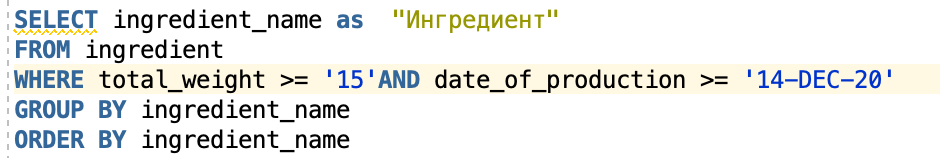 SELECT ingredient_name as  "Ингредиент"
FROM ingredient
WHERE total_weight >= '15'AND date_of_production >= '14-DEC-20'
GROUP BY ingredient_name
ORDER BY ingredient_name